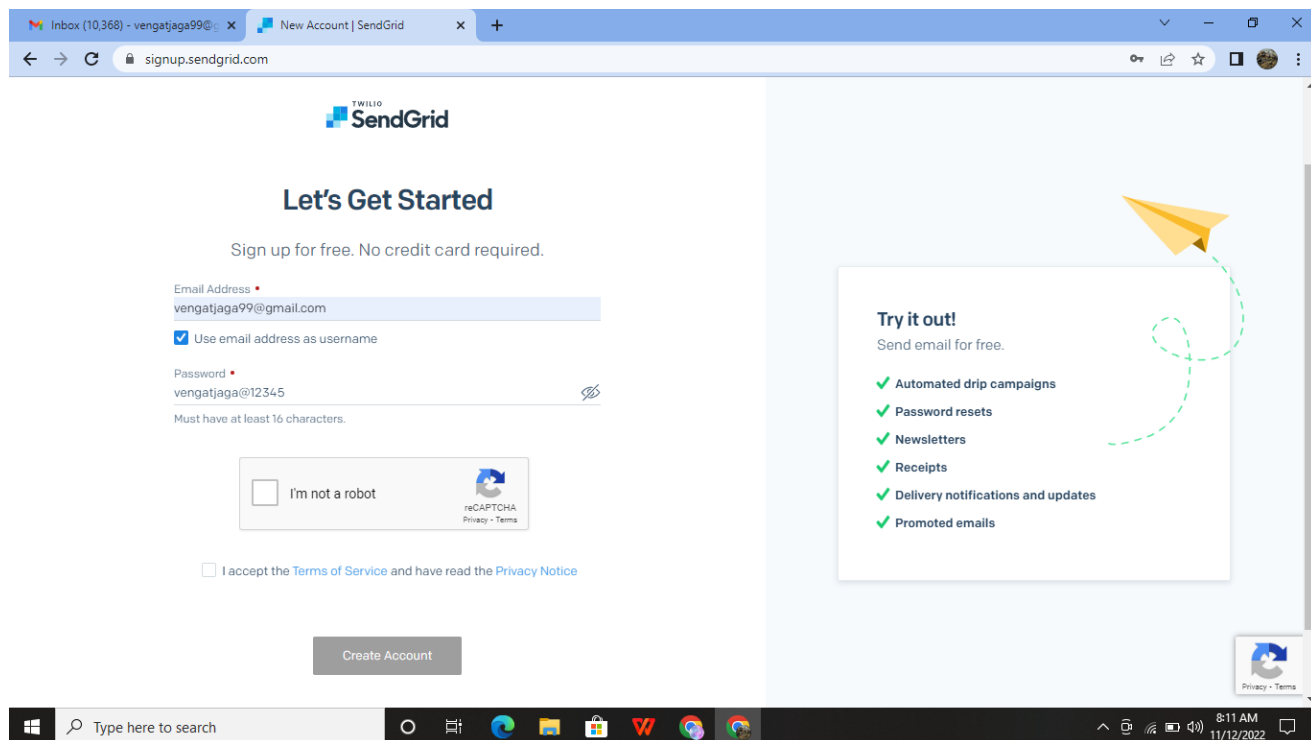 Inbox (10,368) - vengatjaga99@g
New Account | SendGrid
signup.sendgrid.com
TWILIO
SendGrid
Let's Get Started
Sign up for free. No credit card required.
Email Address •
vengatjaga99@gmail.com
Use email address as username
Password •
vengatjaga@12345
Must have at least 16 characters.
I'm not a robot
reCAPTCHA
Privacy - Terms
I accept the Terms of Service and have read the Privacy Notice
Create Account
Try it out!
Send email for free.
Automated drip campaigns
Password resets
Newsletters
Receipts
Delivery notifications and updates
Promoted emails
Privacy - Terms
Type here to search
8:11 AM
11/12/2022